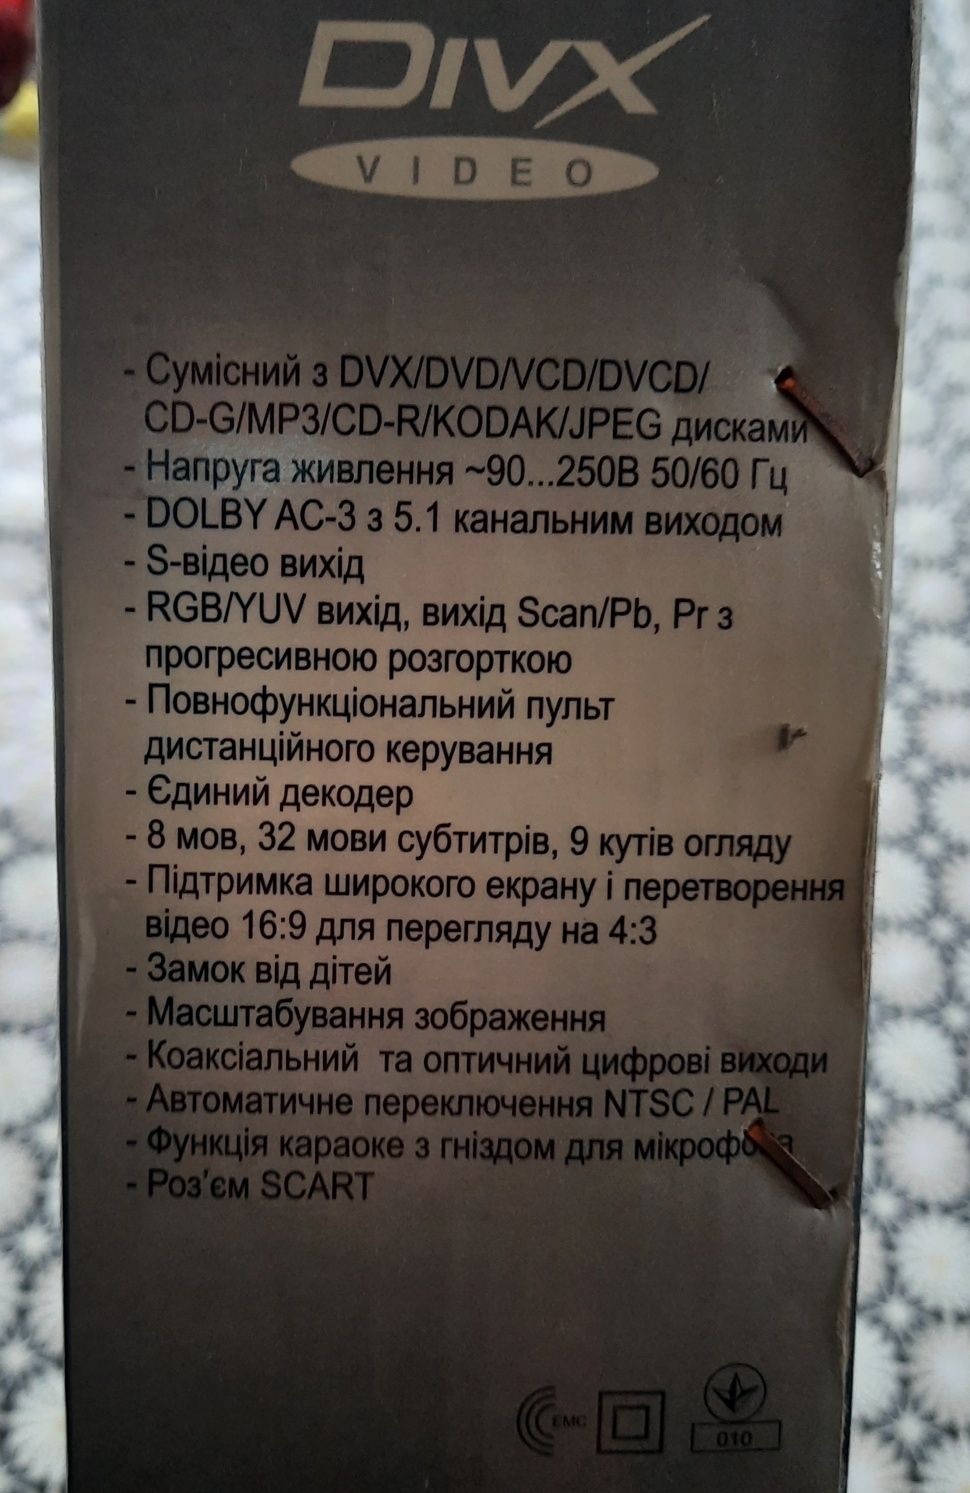 DIVX
VIDEO
- Сумісний з DVX/DVD/VCD/DVCD/
CD-G/MP3/CD-R/KODAK/JPEG дисками
- Напруга живлення ~90...250В 50/60 Гц
- DOLBY AC-3 з 5.1 канальним виходом
- S-відео вихід
- RGB/YUV вихід, вихід Scan/Pb, Pr з
прогресивною розгорткою
- Повнофункціональний пульт
дистанційного керування
- Єдиний декодер
- 8 мов, 32 мови субтитрів, 9 кутів огляду
- Підтримка широкого екрану і перетворення
відео 16:9 для перегляду на 4:3
- Замок від дітей
- Масштабування зображення
- Коаксіальний та оптичний цифрові виходи
- Автоматичне переключення NTSC / PAL
- Функція караоке з гніздом для мікрофона
- Роз'єм SCART
EMC
010